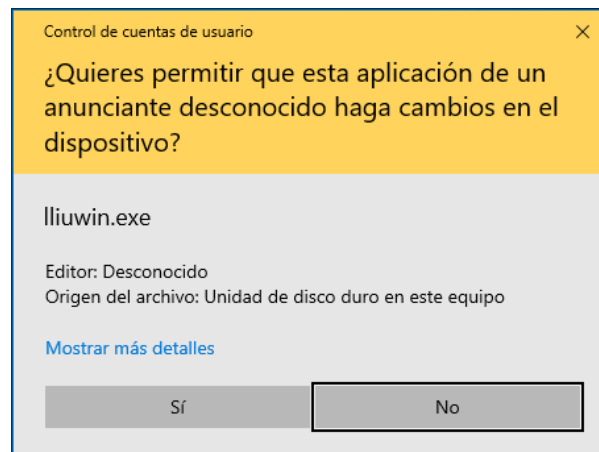 Control de cuentas de usuario
¿Quieres permitir que esta aplicación de un
anunciante desconocido haga cambios en el
dispositivo?
lliuwin.exe
Editor: Desconocido
Origen del archivo: Unidad de disco duro en este equipo
Mostrar más detalles
Sí
No